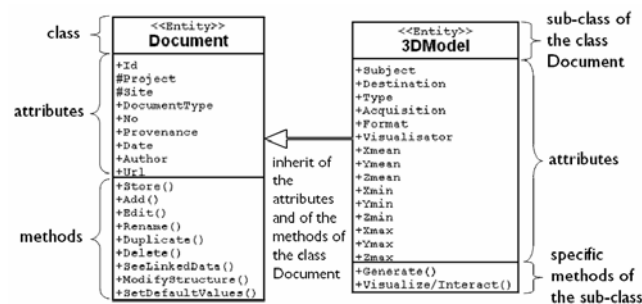 class
<<Entity>>
Document
attributes
+Id
#Project
#Site
+DocumentType
+No
+Provenance
+Date
+Author
+Url
methods
+Store()
+Add()
+Edit()
+Rename()
+Duplicate()
+Delete()
+SeeLinkedData()
+ModifyStructure()
+SetDefaultValues()
inherit of
the
attributes
and of the
methods of
the class
Document
<<Entity>>
3DModel
sub-class of
the class
Document
+Subject
+Destination
+Type
+Acquisition
+Format
+Visualisator
+Xmean
+Ymean
+Zmean
+Xmin
+Ymin
+Zmin
+Xmax
+Ymax
+Zmax
attributes
+Generate()
+Visualize/Interact()
specific
methods of
the sub-class